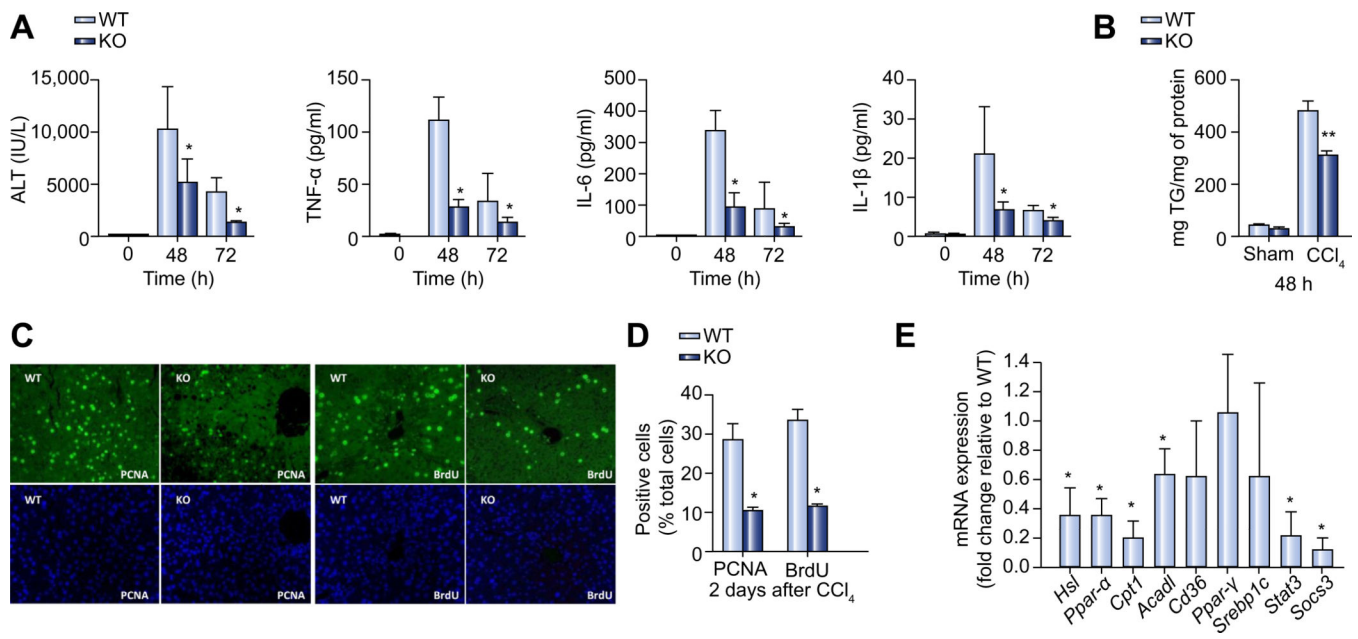 A
WT
KO
15,000
10,000
5000
0
ALT (IU/L)
*
*
0 48 72
Time (h)
150
100
50
0
TNF-α (pg/ml)
*
*
0 48 72
Time (h)
500
400
300
200
100
0
IL-6 (pg/ml)
*
*
0 48 72
Time (h)
40
30
20
10
0
IL-1β (pg/ml)
*
*
0 48 72
Time (h)
B
WT
KO
600
400
200
0
mg TG/mg of protein
**
Sham CCl₄
48 h
C
WT KO WT KO
PCNA PCNA BrdU BrdU
WT KO WT KO
PCNA PCNA BrdU BrdU
D
WT
KO
40
30
20
10
0
Positive cells
(% total cells)
*
*
PCNA BrdU
2 days after CCl₄
E
1.4
1.2
1.0
0.8
0.6
0.4
0.2
0.0
mRNA expression
(fold change relative to WT)
* * * * * *
Hsl Ppar-α Cpt1 Acadl Cd36 Ppar-γ Srebp1c Stat3 Socs3